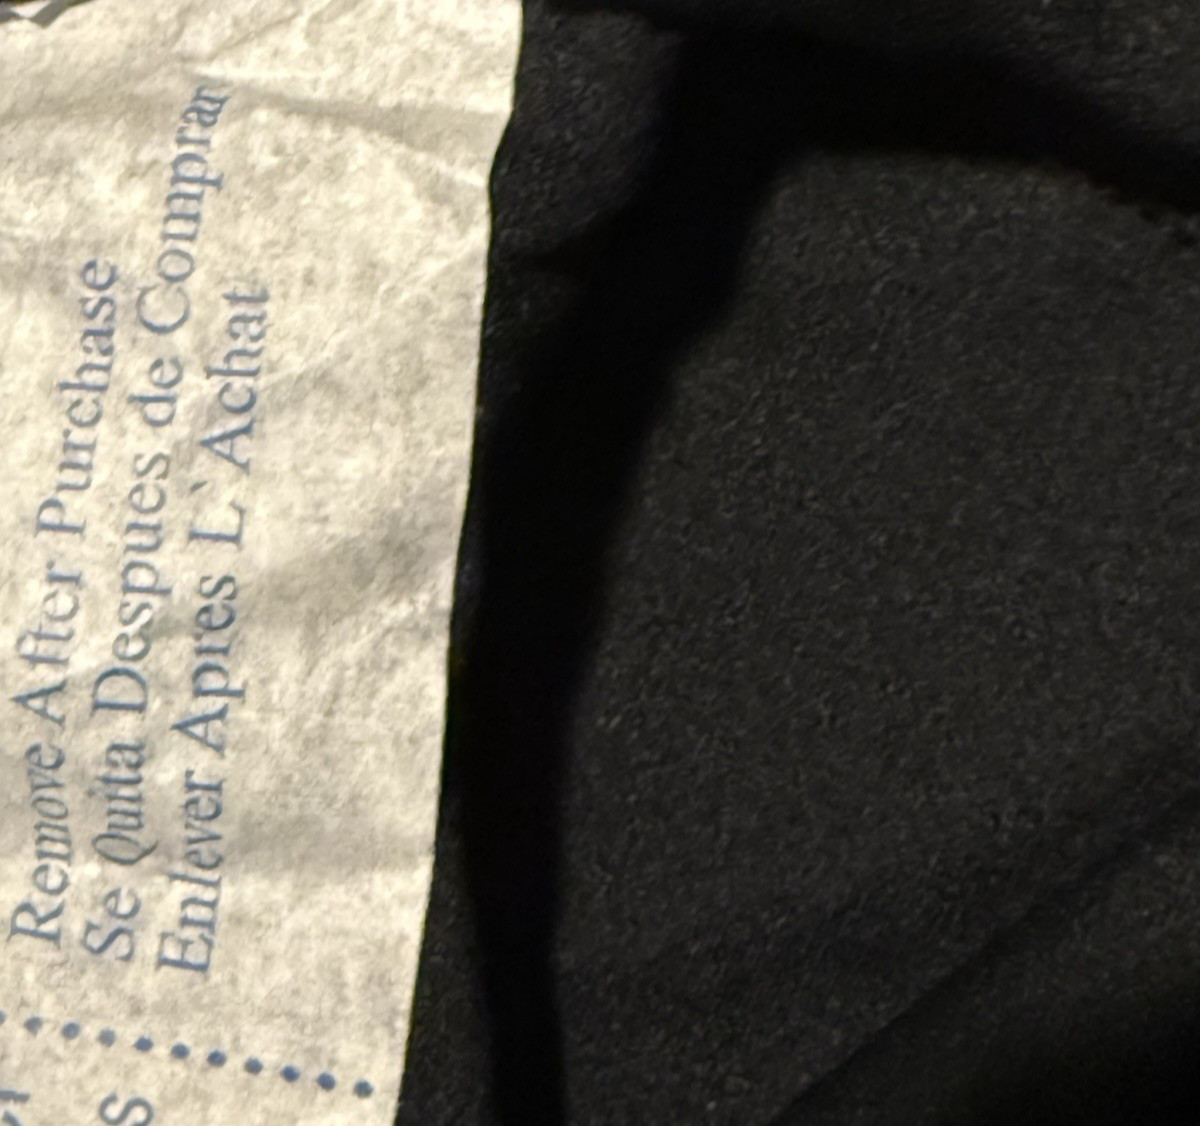 Remove After Purchase
Se Quita Despues de Comprar
Enlever Apres L`Achat